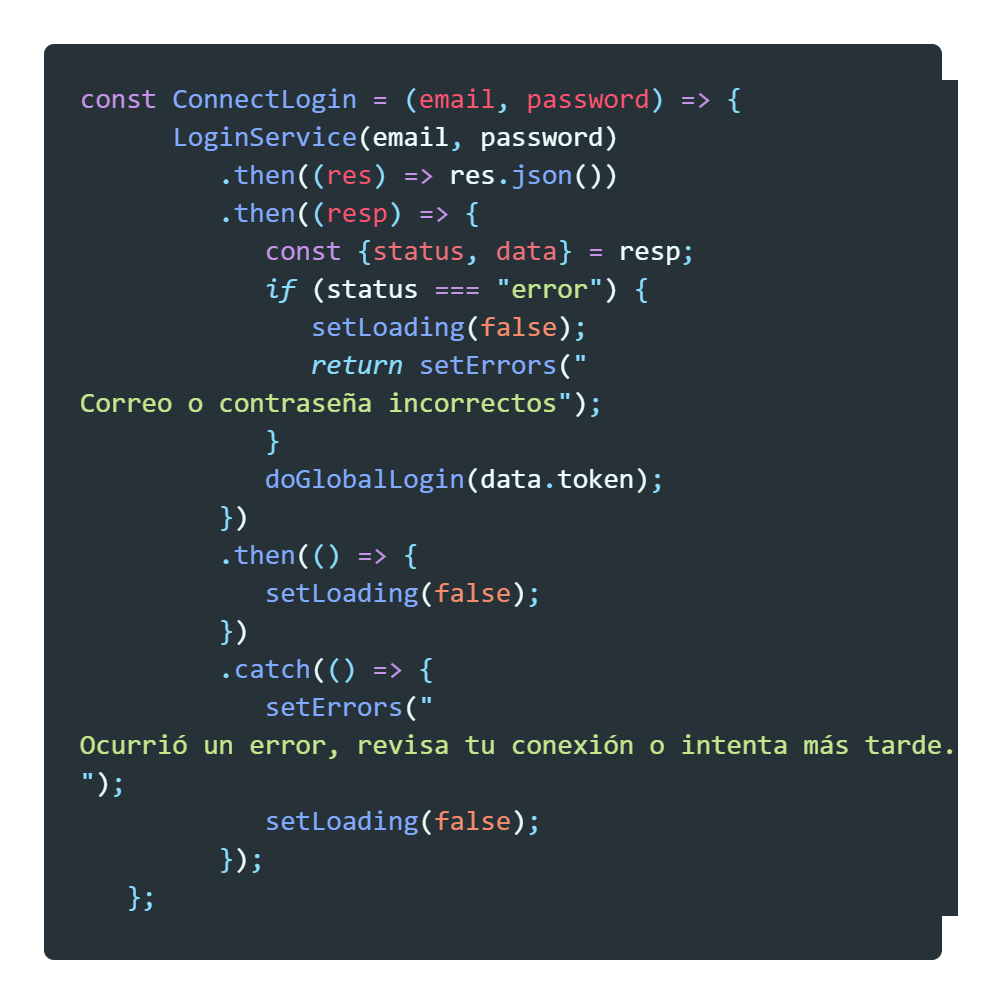 const ConnectLogin = (email, password) => {
      LoginService(email, password)
         .then((res) => res.json())
         .then((resp) => {
            const {status, data} = resp;
            if (status === "error") {
               setLoading(false);
               return setErrors("
Correo o contraseña incorrectos");
            }
            doGlobalLogin(data.token);
         })
         .then(() => {
            setLoading(false);
         })
         .catch(() => {
            setErrors("
Ocurrió un error, revisa tu conexión o intenta más tarde.
");
            setLoading(false);
         });
   };